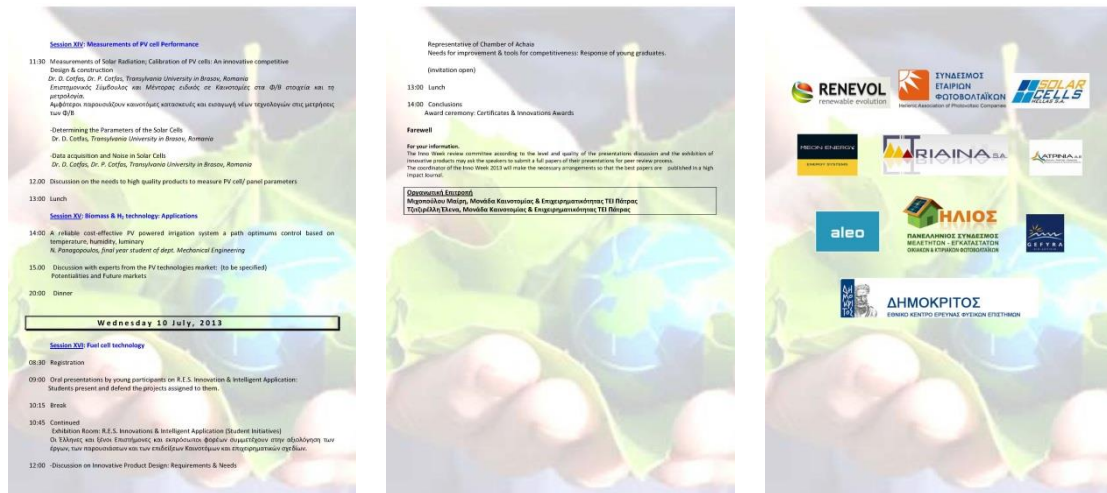 Session XIV: Measurements of PV cell Performance
11:30 Measurements of Solar Radiation; Calibration of PV cells: An innovative competitive
Design & construction
Dr. D. Cotfas, Dr. P. Cotfas, Transylvania University in Brasov, Romania
Επιστημονικός Σύμβουλος και Μέντορας ειδικός σε Καινοτομίες στα Φ/Β στοιχεία και τη
μετρολογία.
Αμφότεροι παρουσιάζουν καινοτόμες κατασκευές και εισαγωγή νέων τεχνολογιών στις μετρήσεις
των Φ/Β
-Determining the Parameters of the Solar Cells
Dr. D. Cotfas, Transylvania University in Brasov, Romania
-Data acquisition and Noise in Solar Cells
Dr. D. Cotfas, Dr. P. Cotfas, Transylvania University in Brasov, Romania
12.00 Discussion on the needs to high quality products to measure PV cell/ panel parameters
13:00 Lunch
Session XV: Biomass & H₂ technology: Applications
14:00 A reliable cost-effective PV powered irrigation system a path optimums control based on
temperature, humidity, luminary
N. Panagopoulos, final year student of dept. Mechanical Engineering
15.00 Discussion with experts from the PV technologies market: (to be specified)
Potentialities and Future markets
20:00 Dinner
Wednesday 10 July, 2013
Session XVI: Fuel cell technology
08:30 Registration
09:00 Oral presentations by young participants on R.E.S. Innovation & Intelligent Application:
Students present and defend the projects assigned to them.
10:15 Break
10:45 Continued
Exhibition Room: R.E.S. Innovations & Intelligent Application (Student Initiatives)
Οι Έλληνες και ξένοι Επιστήμονες και εκπρόσωποι φορέων συμμετέχουν στην αξιολόγηση των
έργων, των παρουσιάσεων και των επιδείξεων Καινοτόμων και επιχειρηματικών σχεδίων.
12:00 -Discussion on Innovative Product Design: Requirements & Needs
Representative of Chamber of Achaia
Needs for improvement & tools for competitiveness: Response of young graduates.
(invitation open)
13:00 Lunch
14:00 Conclusions
Award ceremony: Certificates & Innovations Awards
Farewell
For your information.
The Inno Week review committee according to the level and quality of the presentations discussion and the exhibition of
innovative products may ask the speakers to submit a full papers of their presentations for peer review process.
The coordinator of the Inno Week 2013 will make the necessary arrangements so that the best papers are published in a high
Impact Journal.
Οργανωτική Επιτροπή
Μιχοπούλου Μαίρη, Μονάδα Καινοτομίας & Επιχειρηματικότητας ΤΕΙ Πάτρας
Τζιτζιρέλλη Έλενα, Μονάδα Καινοτομίας & Επιχειρηματικότητας ΤΕΙ Πάτρας
RENEVOL
renewable evolution
ΣΥΝΔΕΣΜΟΣ
ΕΤΑΙΡΙΩΝ
ΦΩΤΟΒΟΛΤΑΪΚΩΝ
Hellenic Association of Photovoltaic Companies
SOLAR
CELLS
HELLAS S.A.
ENERGY SYSTEMS
TRIAINA S.A.
aleo
ΗΛΙΟΣ
ΠΑΝΕΛΛΗΝΙΟΣ ΣΥΝΔΕΣΜΟΣ
ΜΕΛΕΤΗΤΩΝ - ΕΓΚΑΤΑΣΤΑΤΩΝ
ΟΙΚΙΑΚΩΝ & ΚΤΙΡΙΑΚΩΝ ΦΩΤΟΒΟΛΤΑΪΚΩΝ
GEFYRA
ΔΗΜΟΚΡΙΤΟΣ
ΕΘΝΙΚΟ ΚΕΝΤΡΟ ΕΡΕΥΝΑΣ ΦΥΣΙΚΩΝ ΕΠΙΣΤΗΜΩΝ